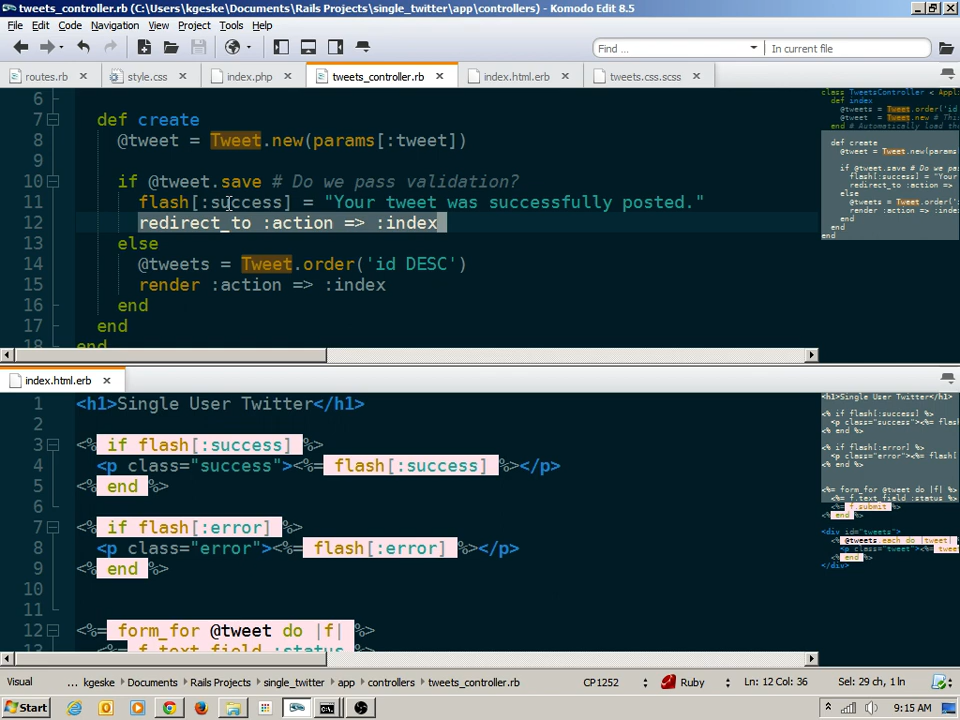 tweets_controller.rb (C:\Users\kgeske\Documents\Rails Projects\single_twitter\app\controllers) - Komodo Edit 8.5
File Edit Code Navigation View Project Tools Help
Find
In current file
routes.rb style.css index.php tweets_controller.rb index.html.erb tweets.css.scss
6
7 def create
8 @tweet = Tweet.new(params[:tweet])
9
10 if @tweet.save # Do we pass validation?
11 flash[:success] = "Your tweet was successfully posted."
12 redirect_to :action => :index
13 else
14 @tweets = Tweet.order('id DESC')
15 render :action => :index
16 end
17 end
18 end
index.html.erb
1 <h1>Single User Twitter</h1>
2
3 <% if flash[:success] %>
4 <p class="success"><%= flash[:success] %></p>
5 <% end %>
6
7 <% if flash[:error] %>
8 <p class="error"><%= flash[:error] %></p>
9 <% end %>
10
11
12 <%= form_for @tweet do |f| %>
13 <%= f.text_field :status
Visual ... kgeske Documents Rails Projects single_twitter app controllers tweets_controller.rb CP1252 Ruby Ln: 12 Col: 36 Sel: 29 ch, 1 ln
Start 9:15 AM